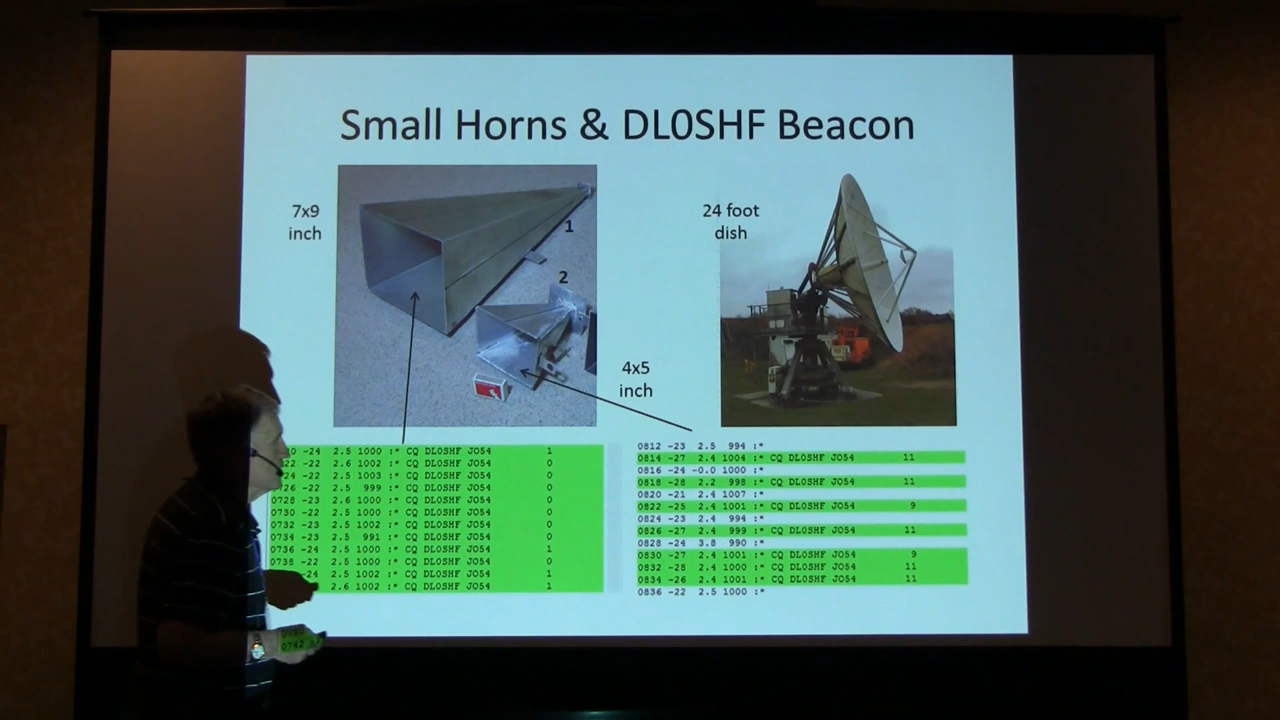 Small Horns & DL0SHF Beacon
7x9
inch
1
2
24 foot
dish
4x5
inch
-24 2.5 1000 :* CQ DL0SHF JO54 1
22 -22 2.6 1002 :* CQ DL0SHF JO54 0
24 -22 2.5 1003 :* CQ DL0SHF JO54 0
26 -22 2.5 999 :* CQ DL0SHF JO54 0
0728 -23 2.6 1000 :* CQ DL0SHF JO54 0
0730 -22 2.5 1000 :* CQ DL0SHF JO54 0
0732 -23 2.5 1002 :* CQ DL0SHF JO54 0
0734 -23 2.5 991 :* CQ DL0SHF JO54 0
0736 -24 2.5 1000 :* CQ DL0SHF JO54 1
0738 -22 2.5 1000 :* CQ DL0SHF JO54 0
-24 2.5 1002 :* CQ DL0SHF JO54 1
2.6 1002 :* CQ DL0SHF JO54 1
0742
0812 -23 2.5 994 :*
0814 -27 2.4 1004 :* CQ DL0SHF JO54 11
0816 -24 -0.0 1000 :*
0818 -28 2.2 998 :* CQ DL0SHF JO54 11
0820 -21 2.4 1007 :*
0822 -25 2.4 1001 :* CQ DL0SHF JO54 9
0824 -23 2.4 994 :*
0826 -27 2.4 999 :* CQ DL0SHF JO54 11
0828 -24 3.8 990 :*
0830 -27 2.4 1001 :* CQ DL0SHF JO54 9
0832 -28 2.4 1000 :* CQ DL0SHF JO54 11
0834 -26 2.4 1001 :* CQ DL0SHF JO54 11
0836 -22 2.5 1000 :*